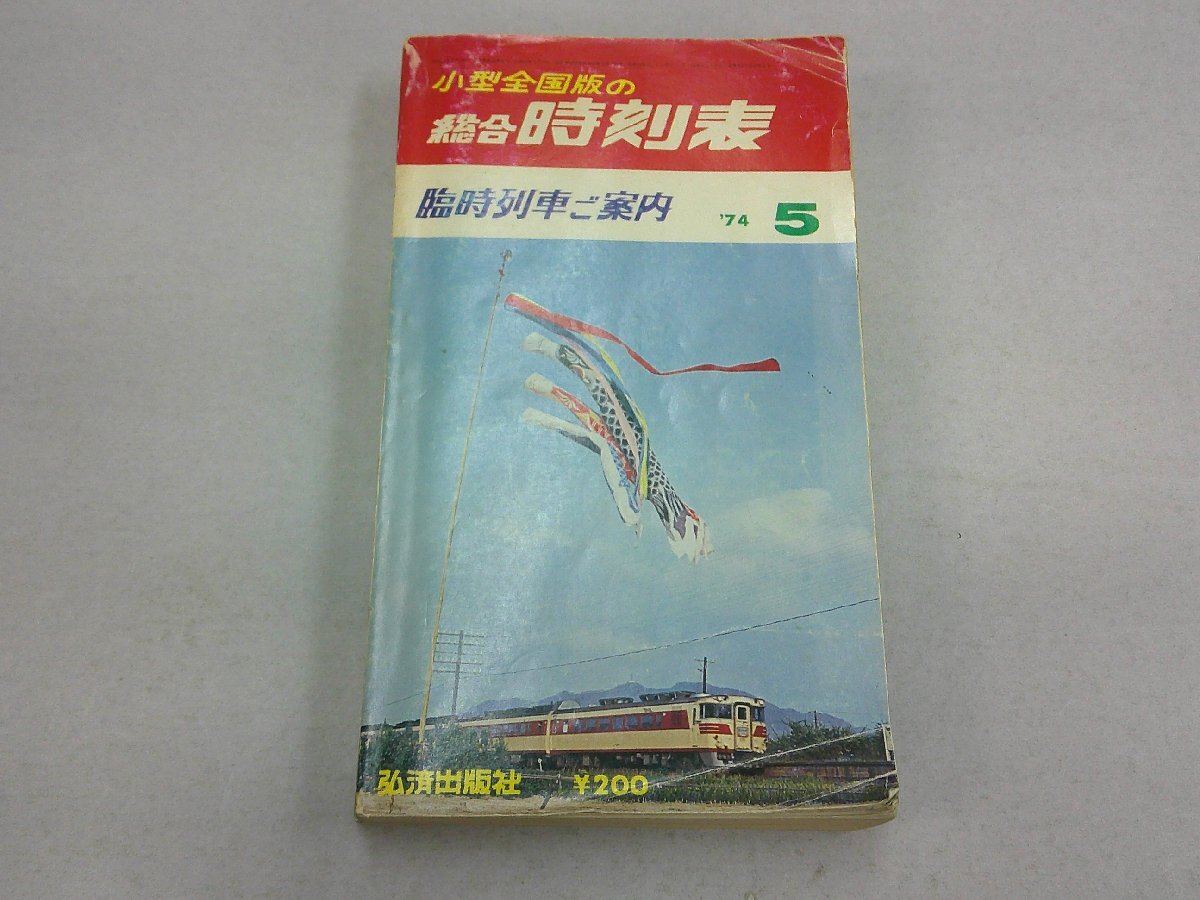 小型全国版の
総合時刻表
臨時列車ご案内 '74 5
弘済出版社 ¥200